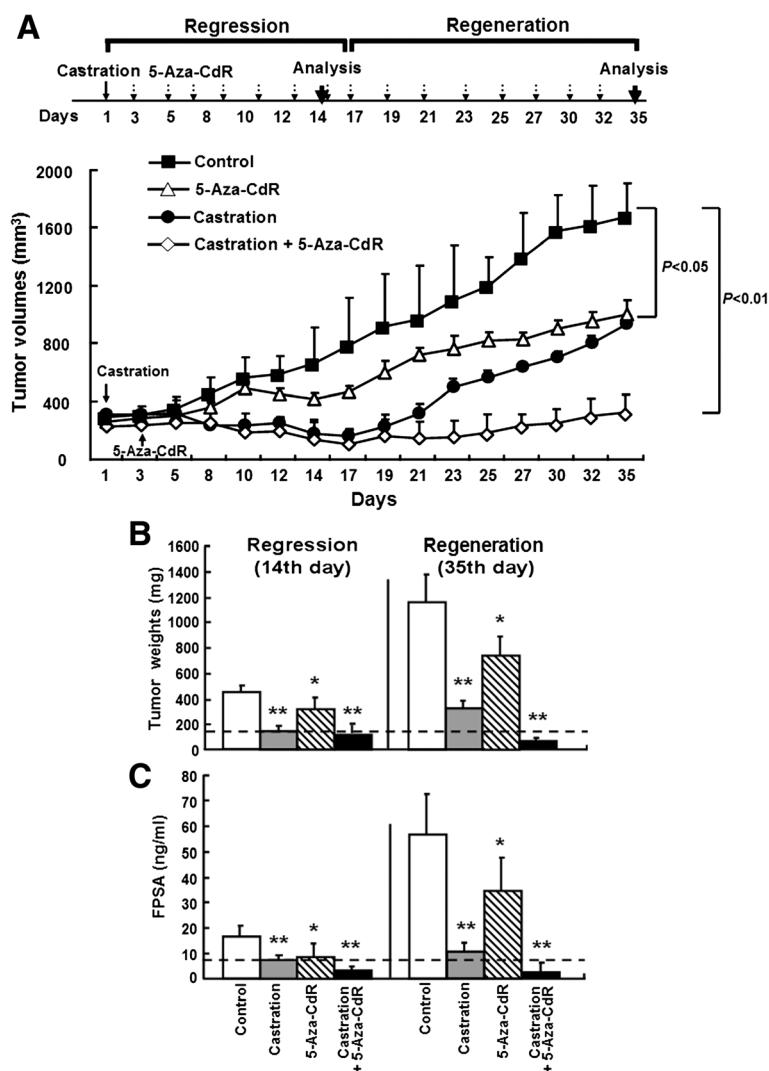 A
Regression Regeneration
Castration 5-Aza-CdR Analysis Analysis
Days 1 3 5 7 8 10 12 14 17 19 21 23 25 27 30 32 35
2000
1600
1200
800
400
0
Tumor volumes (mm3)
Control
5-Aza-CdR
Castration
Castration + 5-Aza-CdR
P<0.05
P<0.01
Castration
5-Aza-CdR
1 3 5 8 10 12 14 17 19 21 23 25 27 30 32 35
Days
B
Regression Regeneration
(14th day) (35th day)
1600
1400
1200
1000
800
600
400
200
0
Tumor weights (mg)
** * ** ** * **
C
80
70
60
50
40
30
20
10
0
FPSA (ng/ml)
** * ** ** * **
Control
Castration
5-Aza-CdR
Castration
+ 5-Aza-CdR
Control
Castration
5-Aza-CdR
Castration
+ 5-Aza-CdR